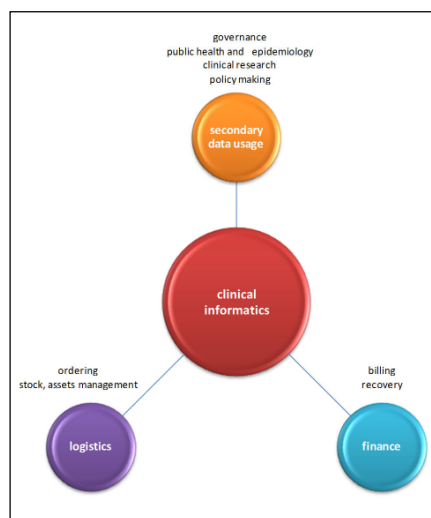 governance
public health and epidemiology
clinical research
policy making
secondary
data usage
clinical
informatics
ordering
stock, assets management
billing
recovery
logistics
finance